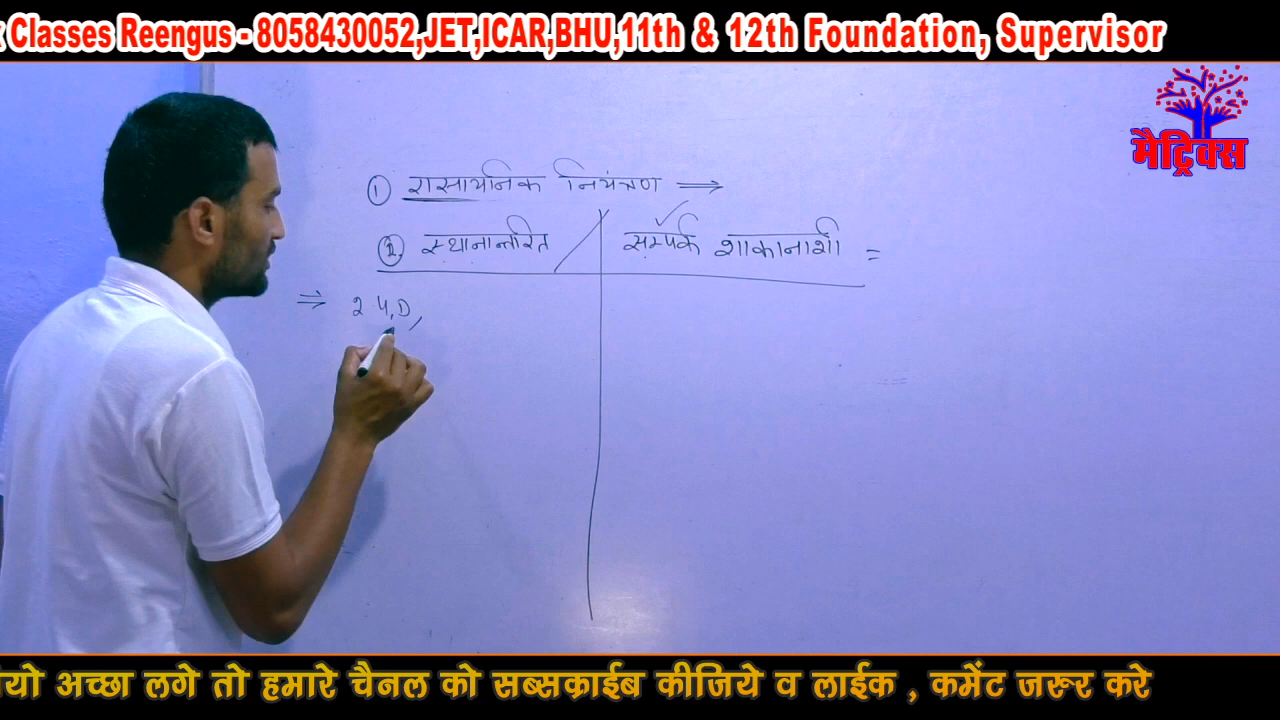 Classes Reengus - 8058430052,JET,ICAR,BHU,11th & 12th Foundation, Supervisor
मैट्रिक्स
① रासायनिक नियंत्रण ⇒
② स्थानान्तरित / सम्पर्क शाकानाशी =
⇒ 2 4,D,
अच्छा लगे तो हमारे चैनल को सब्सक्राईब कीजिये व लाईक , कमेंट जरूर करे